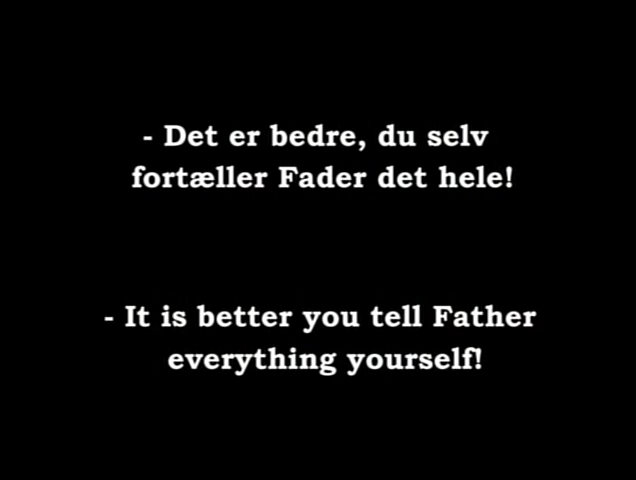 - Det er bedre, du selv
fortæller Fader det hele!
- It is better you tell Father
everything yourself!